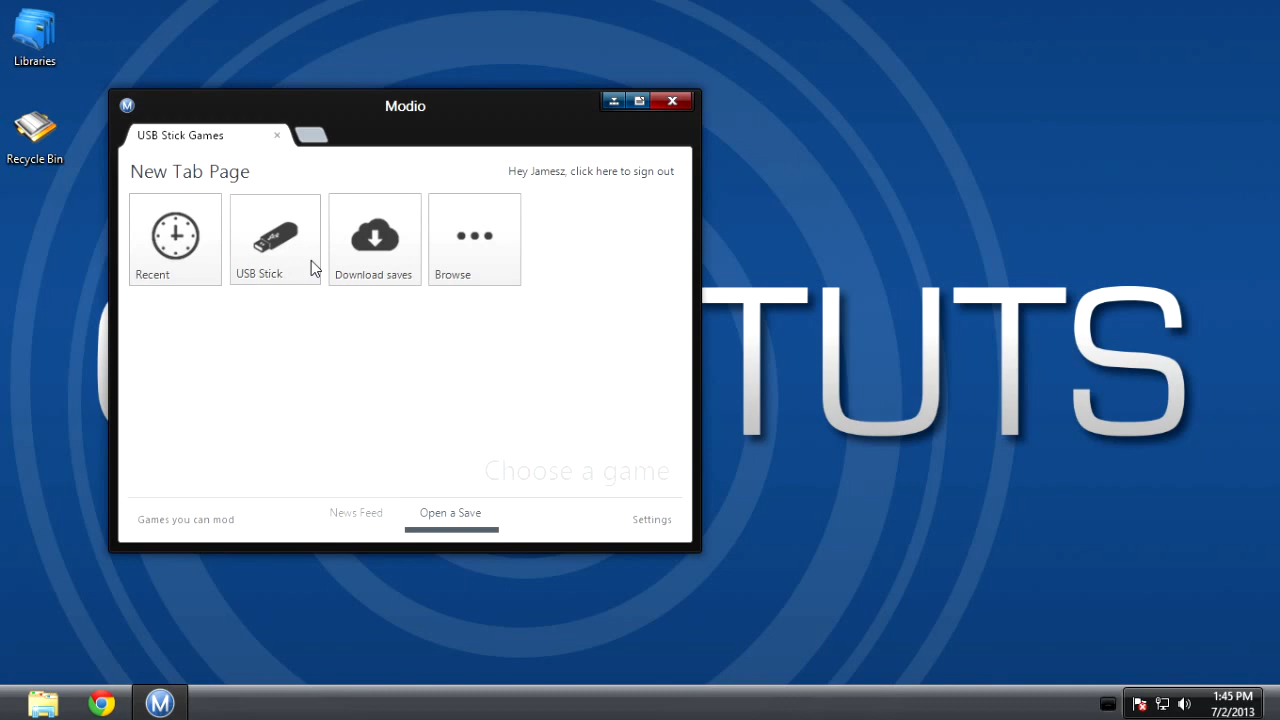 Libraries
Recycle Bin
Modio
USB Stick Games
New Tab Page
Hey Jamesz, click here to sign out
Recent
USB Stick
Download saves
Browse
TUTS
Choose a game
News Feed
Open a Save
Games you can mod
Settings
1:45 PM
7/2/2013